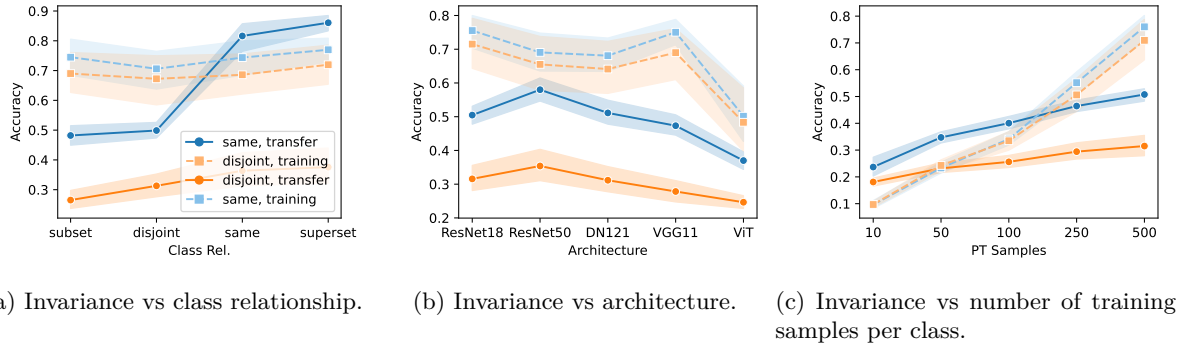 0.9
0.8
0.7
0.6
0.5
0.4
0.3
Accuracy
same, transfer
disjoint, training
disjoint, transfer
same, training
subset disjoint same superset
Class Rel.
0.8
0.7
0.6
0.5
0.4
0.3
0.2
Accuracy
ResNet18 ResNet50 DN121 VGG11 ViT
Architecture
0.8
0.7
0.6
0.5
0.4
0.3
0.2
0.1
Accuracy
10 50 100 250 500
PT Samples
) Invariance vs class relationship.
(b) Invariance vs architecture.
(c) Invariance vs number of training
samples per class.